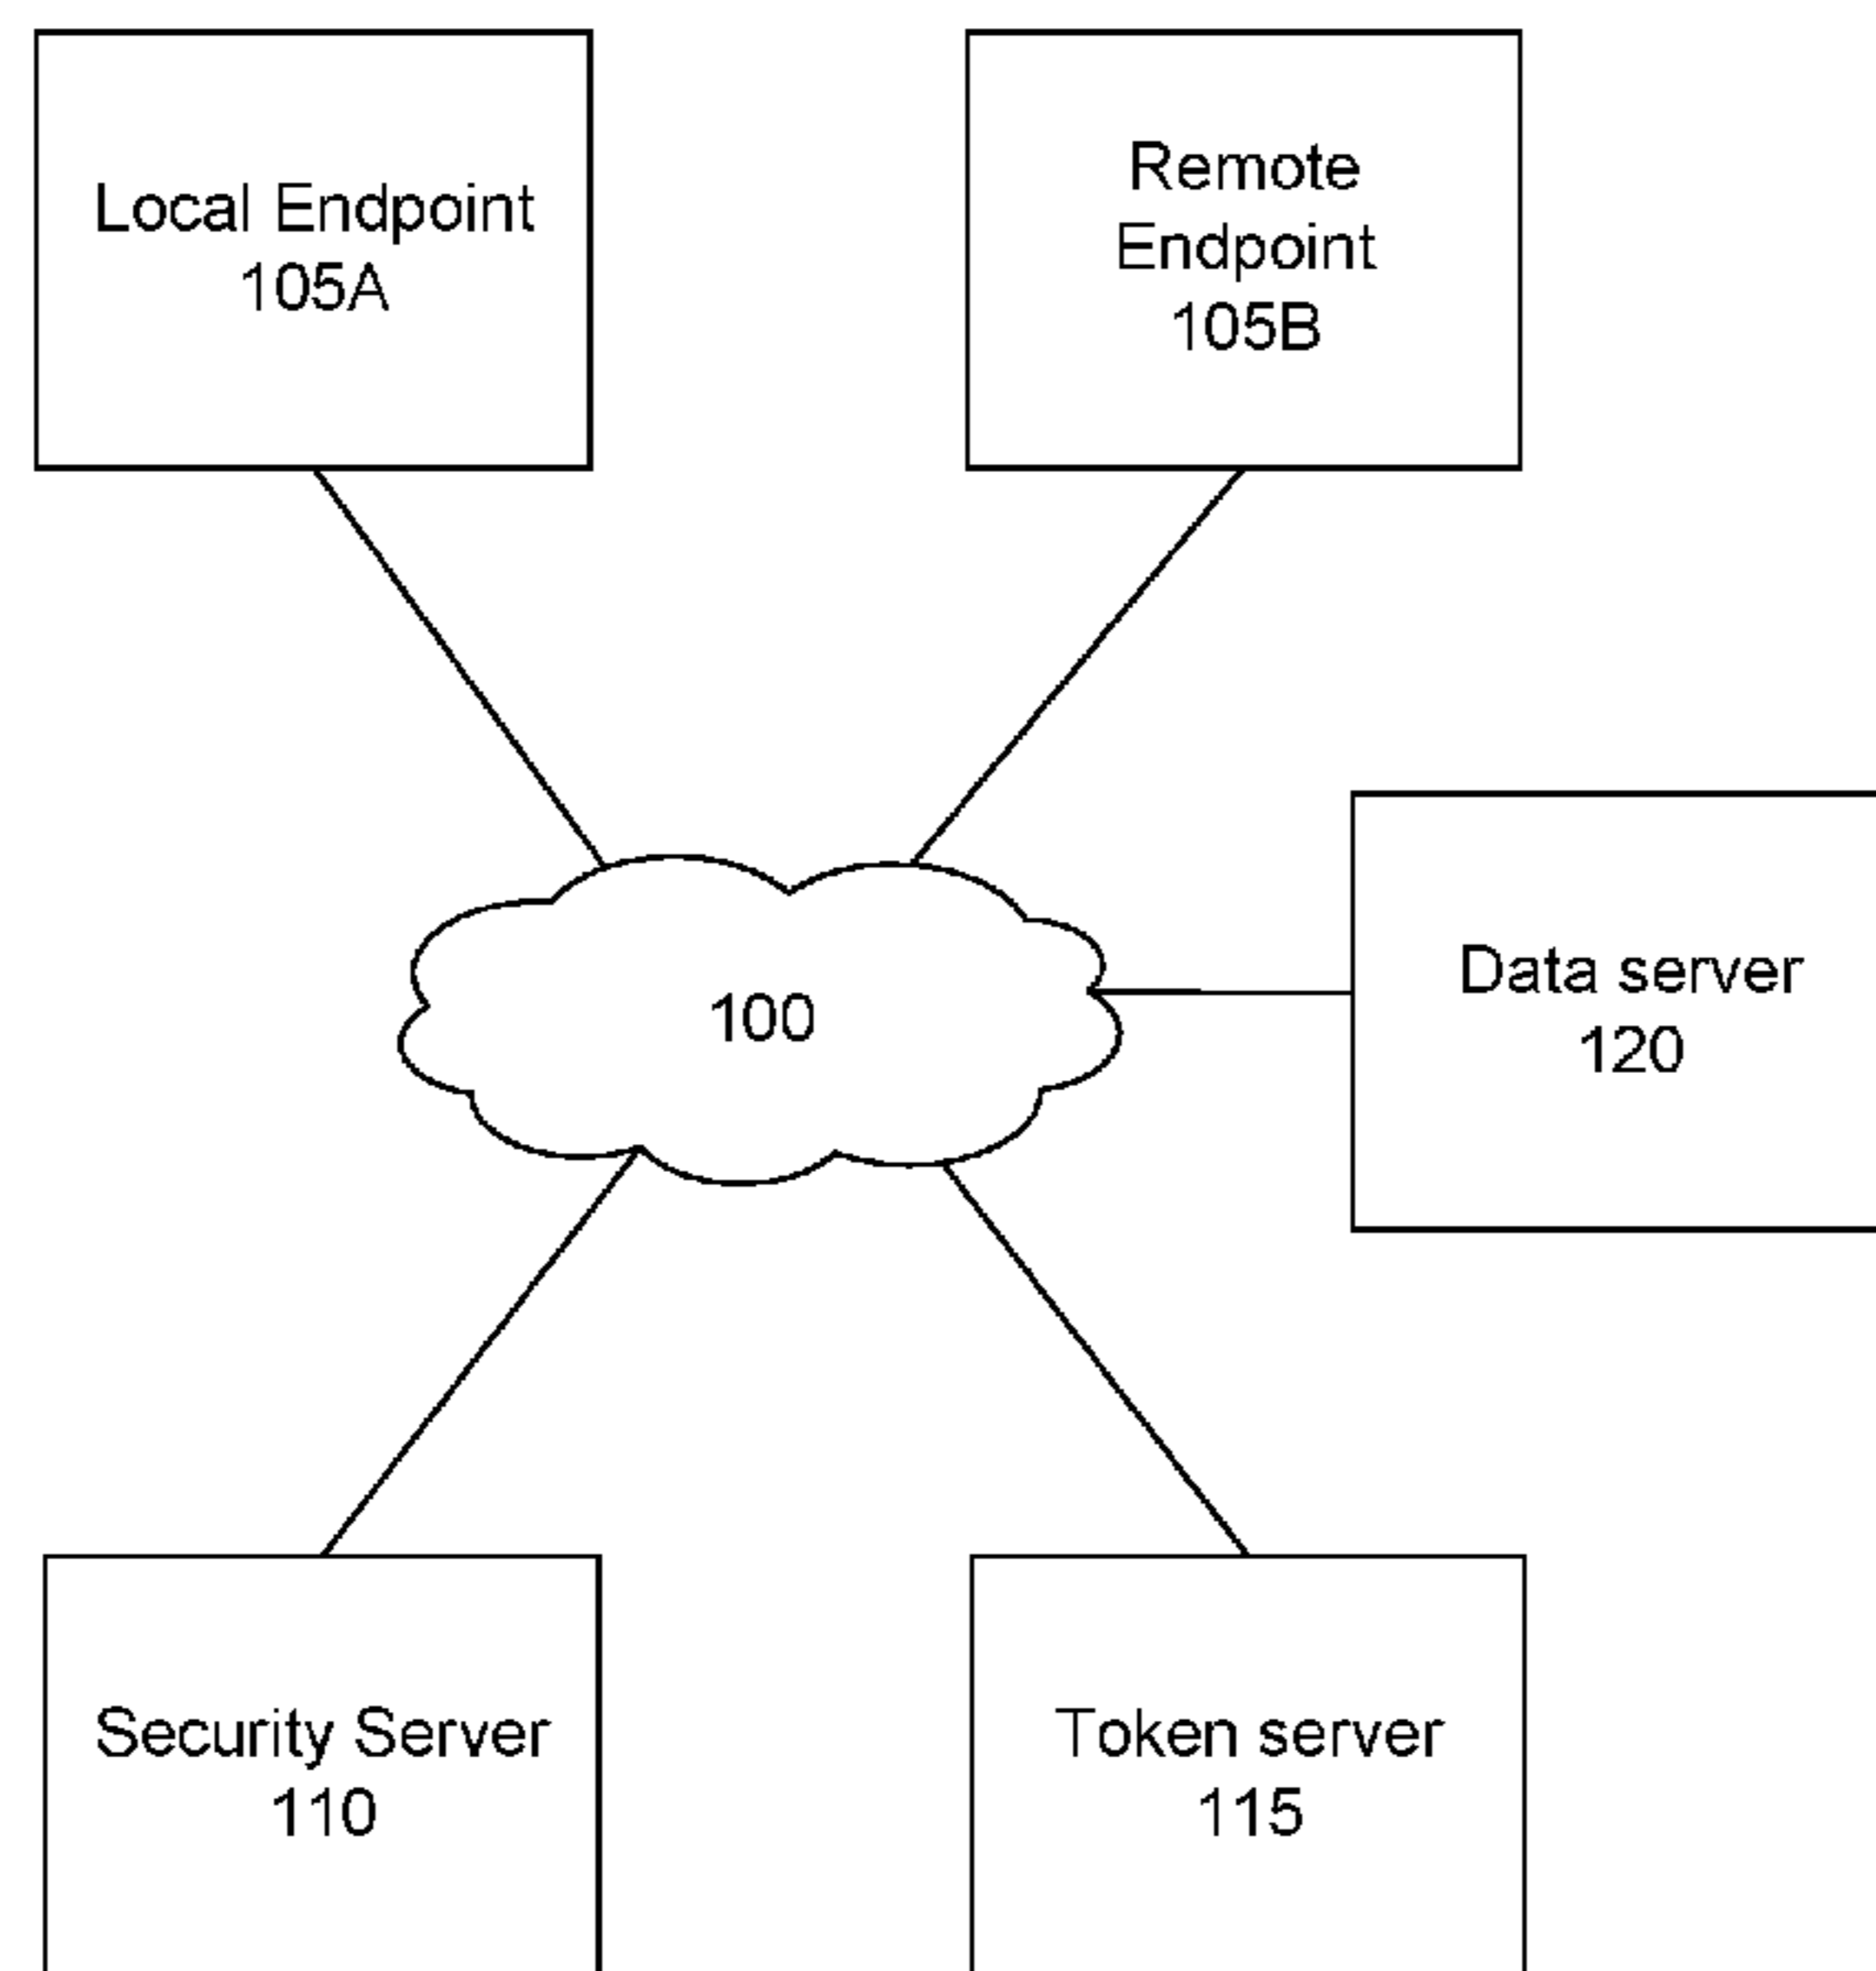 Local Endpoint
105A
Remote
Endpoint
105B
100
Data server
120
Security Server
110
Token server
115